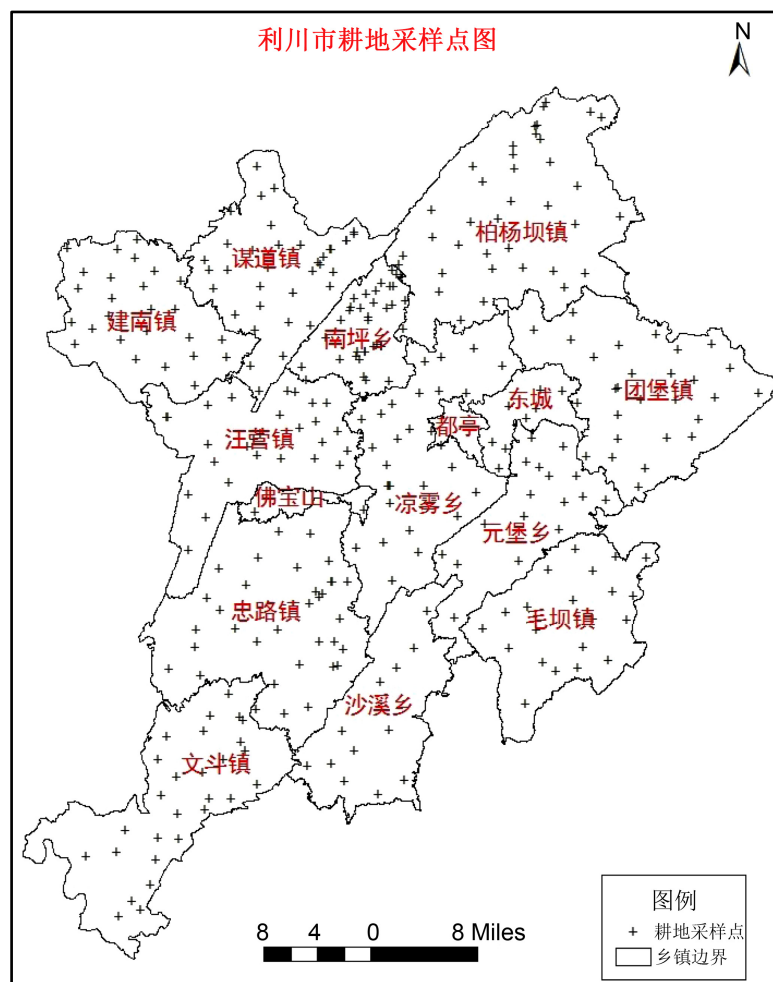 利川市耕地采样点图
N
柏杨坝镇
谋道镇
建南镇
南坪乡
团堡镇
东城
都亭
汪营镇
佛宝山
凉雾乡
元堡乡
忠路镇
毛坝镇
沙溪乡
文斗镇
图例
耕地采样点
乡镇边界
8 4 0 8 Miles